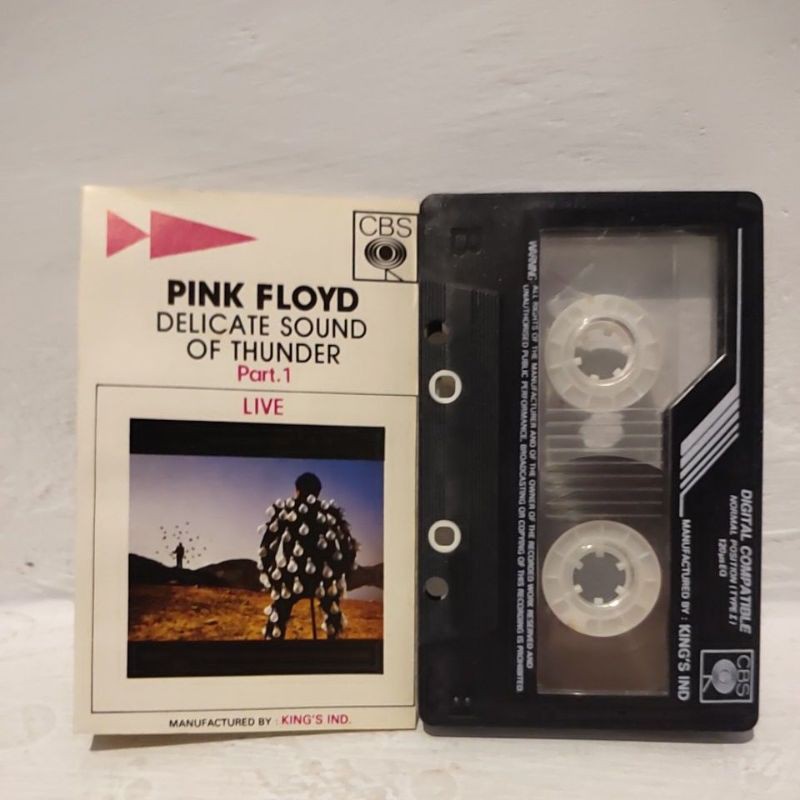 CBS
PINK FLOYD
DELICATE SOUND
OF THUNDER
Part.1
LIVE
MANUFACTURED BY : KING'S IND.
B
WARNING: ALL RIGHTS OF THE MANUFACTURER AND OF THE OWNER OF THE RECORDED WORK RESERVED AND
UNAUTHORISED PUBLIC PERFORMANCE, BROADCASTING OR COPYING OF THIS RECORDING IS PROHIBITED.
DIGITAL COMPATIBLE
NORMAL POSITION (TYPE I)
120µs EQ
MANUFACTURED BY : KING'S IND
CBS